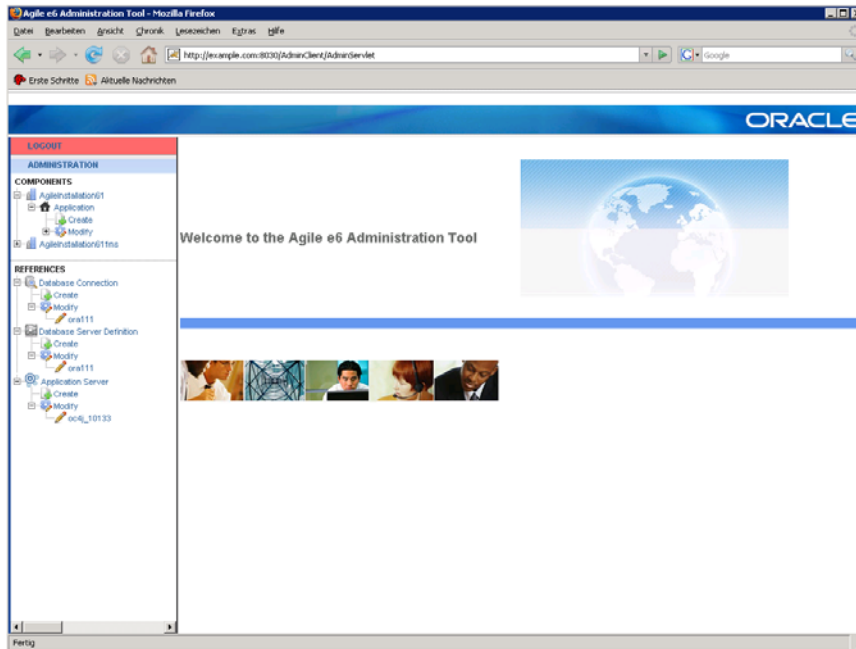 Agile e6 Administration Tool - Mozilla Firefox
Datei Bearbeiten Ansicht Chronik Lesezeichen Extras Hilfe
http://example.com:8030/AdminClient/AdminServlet
Google
Erste Schritte Aktuelle Nachrichten
ORACLE
LOGOUT
ADMINISTRATION
COMPONENTS
AgileInstallation61
Application
Create
Modify
AgileInstallation61tns
Welcome to the Agile e6 Administration Tool
REFERENCES
Database Connection
Create
Modify
ora111
Database Server Definition
Create
Modify
ora111
Application Server
Create
Modify
oc4j_10133
Fertig